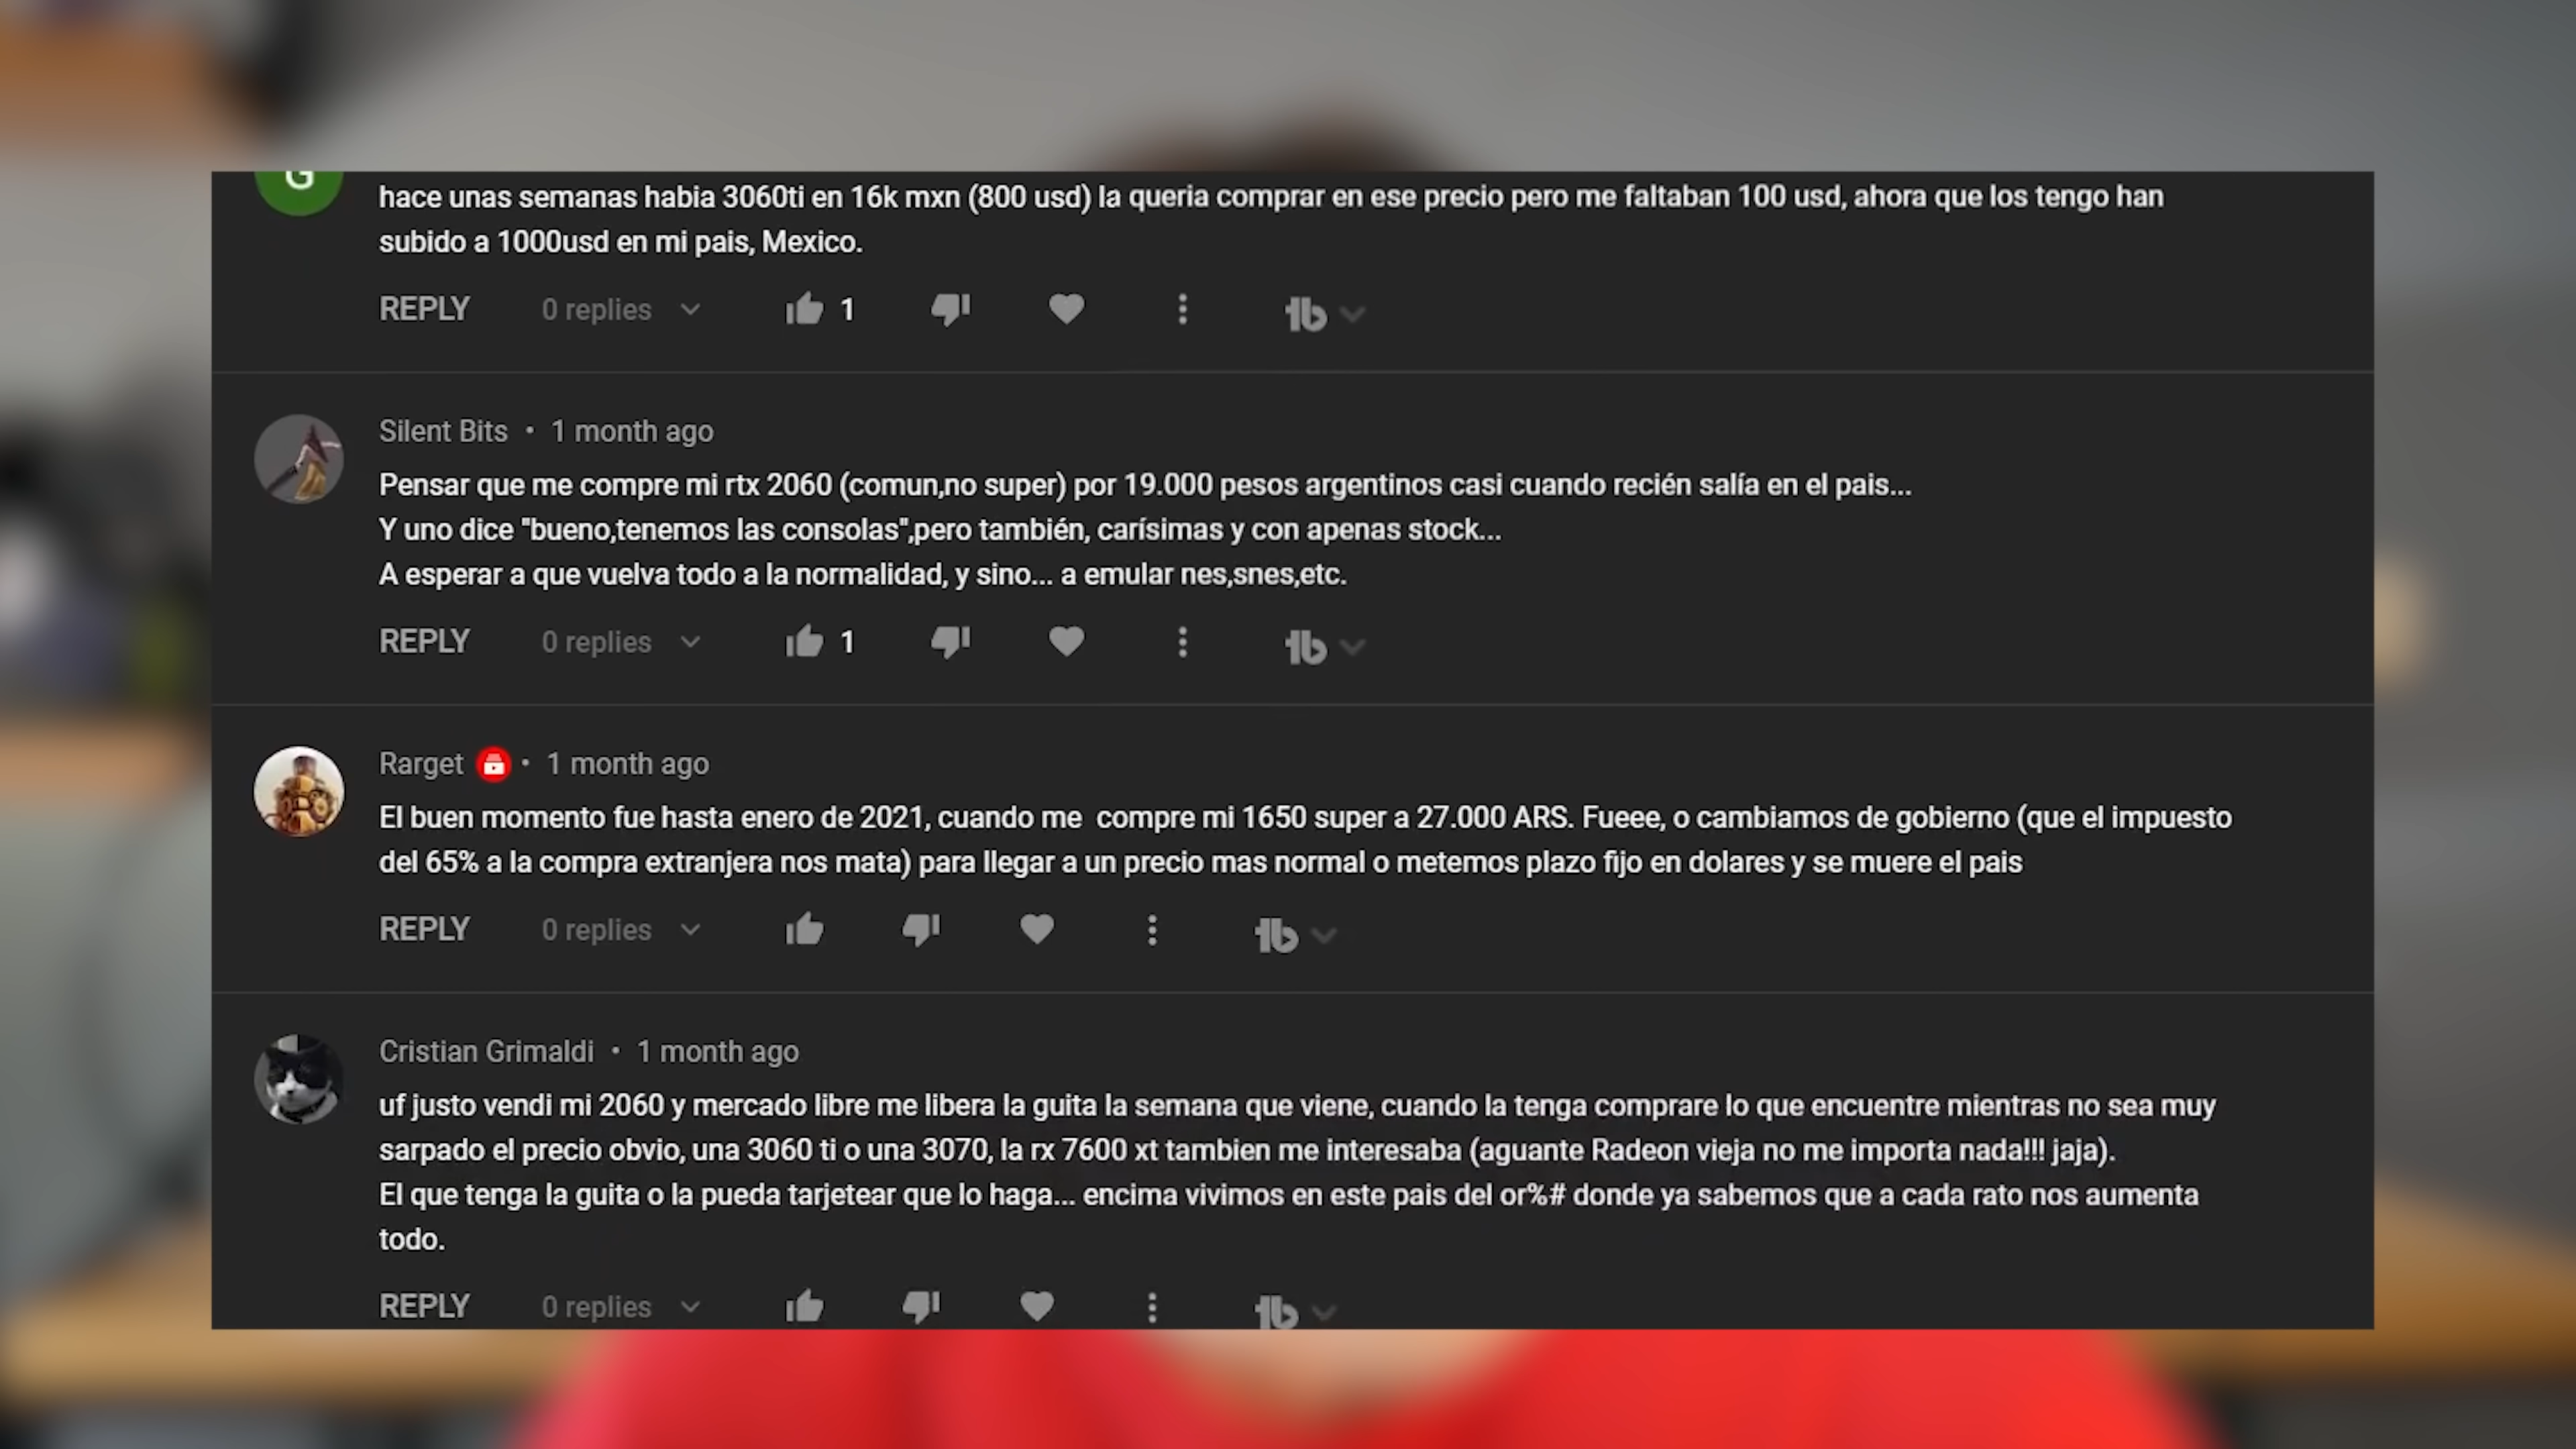 G
hace unas semanas habia 3060ti en 16k mxn (800 usd) la queria comprar en ese precio pero me faltaban 100 usd, ahora que los tengo han
subido a 1000usd en mi pais, Mexico.
REPLY 0 replies 1
Silent Bits • 1 month ago
Pensar que me compre mi rtx 2060 (comun,no super) por 19.000 pesos argentinos casi cuando recién salía en el pais...
Y uno dice "bueno,tenemos las consolas",pero también, carísimas y con apenas stock...
A esperar a que vuelva todo a la normalidad, y sino... a emular nes,snes,etc.
REPLY 0 replies 1
Rarget • 1 month ago
El buen momento fue hasta enero de 2021, cuando me  compre mi 1650 super a 27.000 ARS. Fueee, o cambiamos de gobierno (que el impuesto
del 65% a la compra extranjera nos mata) para llegar a un precio mas normal o metemos plazo fijo en dolares y se muere el pais
REPLY 0 replies
Cristian Grimaldi • 1 month ago
uf justo vendi mi 2060 y mercado libre me libera la guita la semana que viene, cuando la tenga comprare lo que encuentre mientras no sea muy
sarpado el precio obvio, una 3060 ti o una 3070, la rx 7600 xt tambien me interesaba (aguante Radeon vieja no me importa nada!!! jaja).
El que tenga la guita o la pueda tarjetear que lo haga... encima vivimos en este pais del or%# donde ya sabemos que a cada rato nos aumenta
todo.
REPLY 0 replies